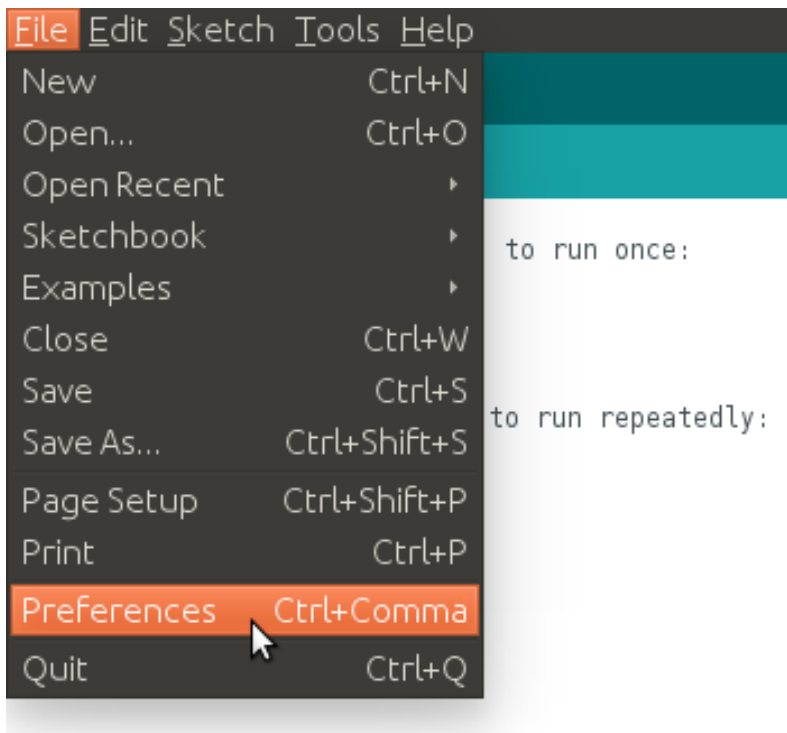 File Edit Sketch Tools Help
New Ctrl+N
Open... Ctrl+O
Open Recent
Sketchbook
to run once:
Examples
Close Ctrl+W
Save Ctrl+S
to run repeatedly:
Save As... Ctrl+Shift+S
Page Setup Ctrl+Shift+P
Print Ctrl+P
Preferences Ctrl+Comma
Quit Ctrl+Q